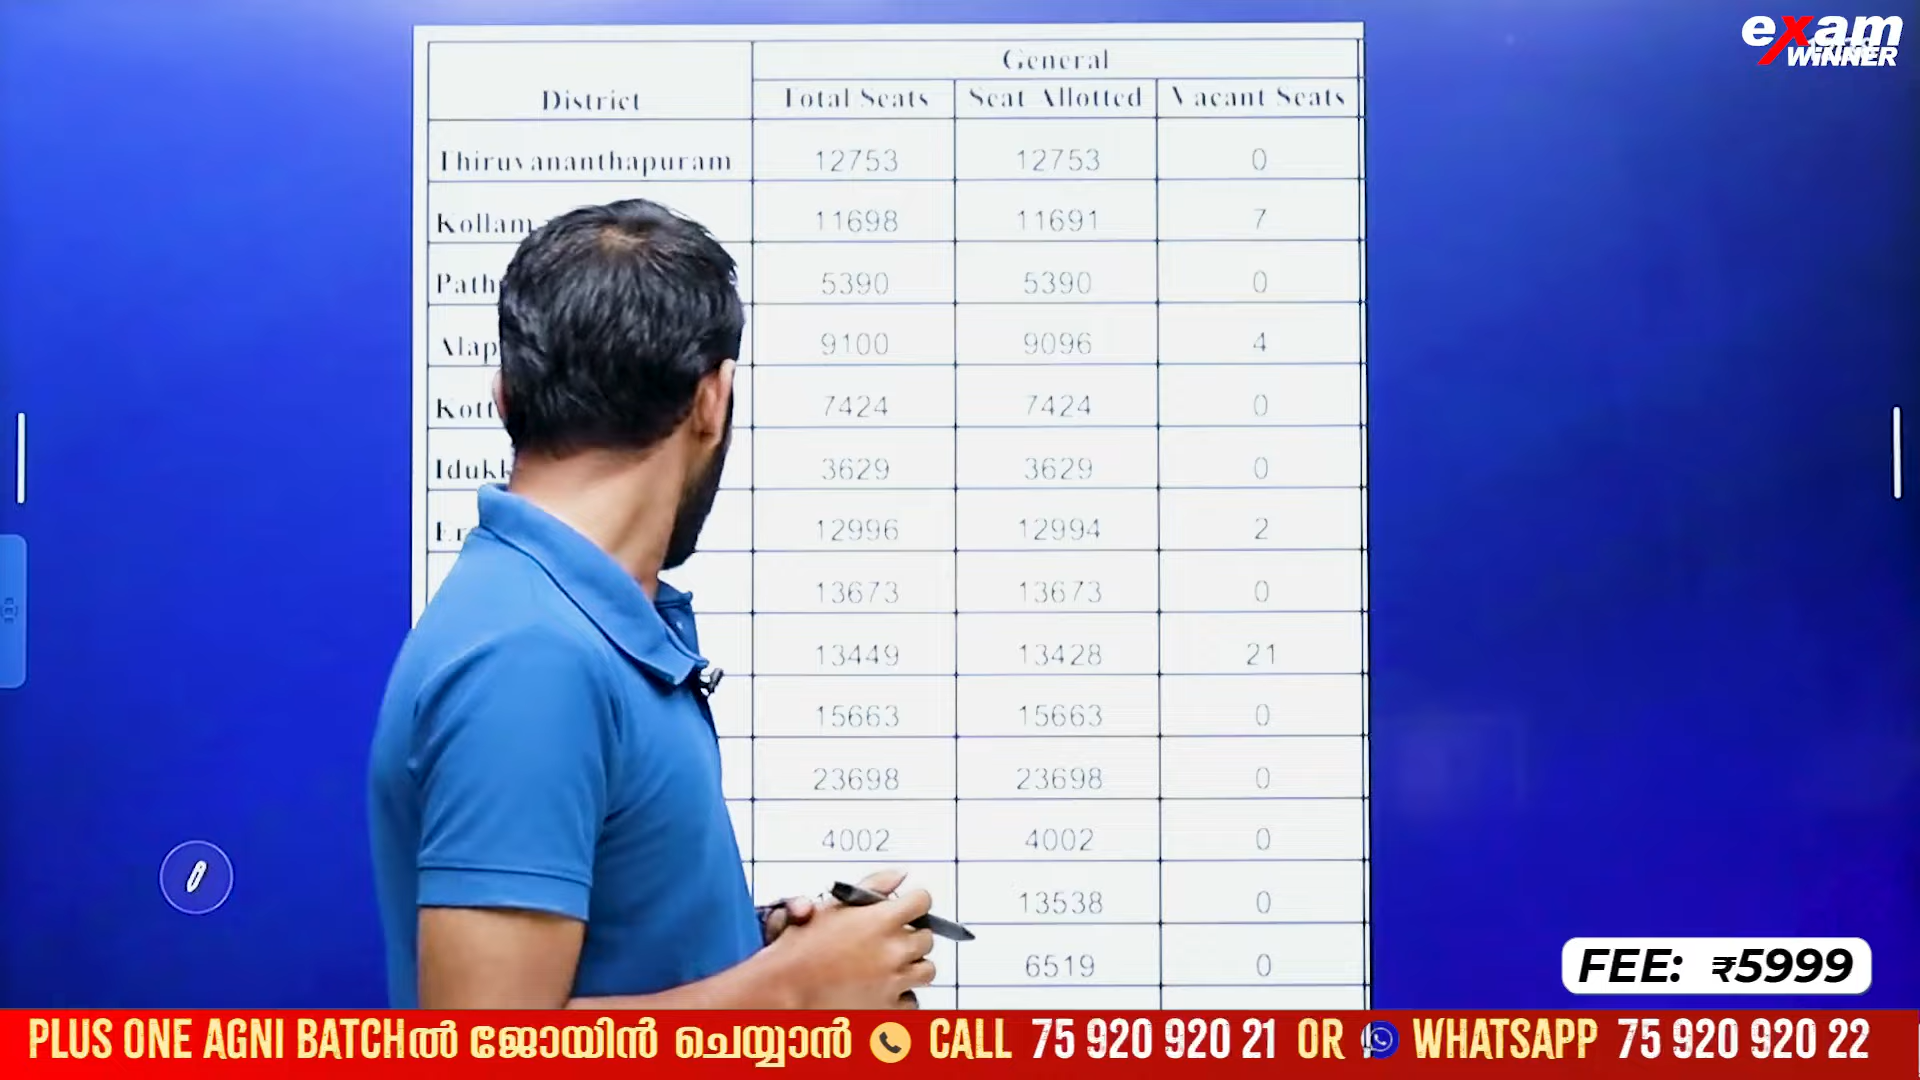 exam
WINNER
General
District Total Seats Seat Allotted Vacant Seats
Thiruvananthapuram 12753 12753 0
Kollam 11698 11691 7
Path 5390 5390 0
Alap 9100 9096 4
Kott 7424 7424 0
Idukk 3629 3629 0
Er 12996 12994 2
13673 13673 0
13449 13428 21
15663 15663 0
23698 23698 0
4002 4002 0
13538 0
6519 0
FEE: ₹5999
PLUS ONE AGNI BATCHൽ ജോയിൻ ചെയ്യാൻ CALL 75 920 920 21 OR WHATSAPP 75 920 920 22